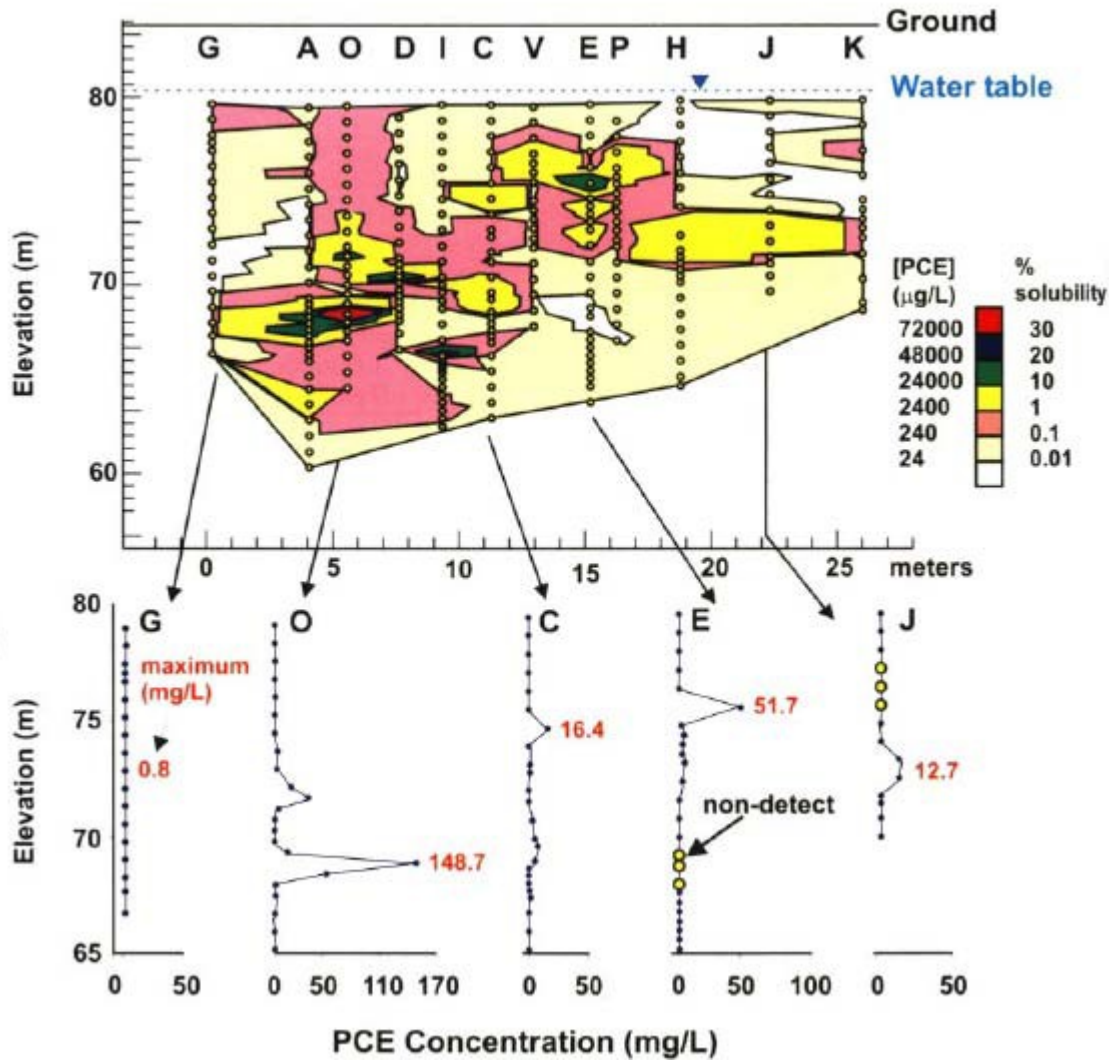 Ground
G A O D I C V E P H J K
Water table
80
70
60
Elevation (m)
[PCE] %
(µg/L) solubility
72000 30
48000 20
24000 10
2400 1
240 0.1
24 0.01
0 5 10 15 20 25 meters
80
75
70
65
Elevation (m)
G O C E J
maximum
(mg/L)
0.8
148.7
16.4
51.7
non-detect
12.7
0 50
0 50 110 170
0 50
0 50 100
0 50
PCE Concentration (mg/L)